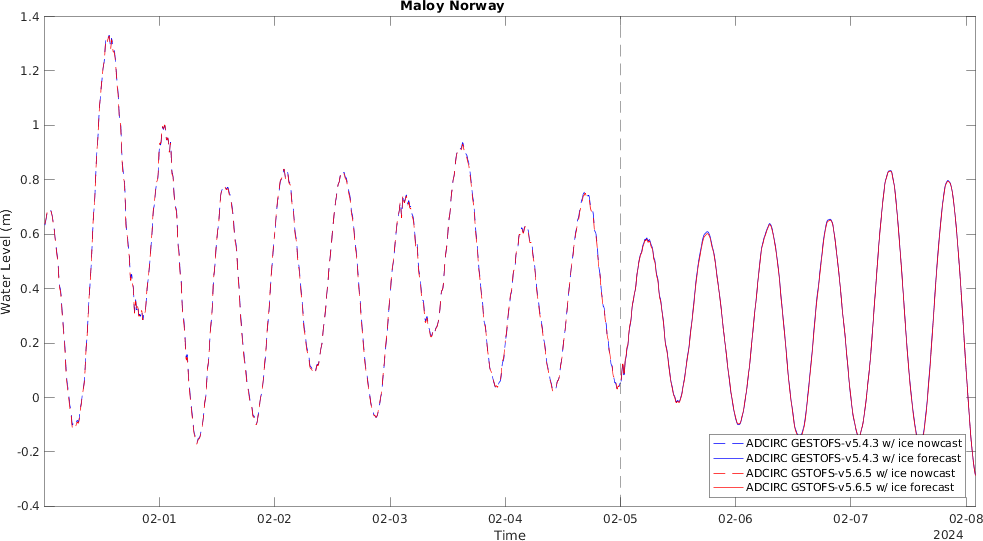 Maloy Norway
1.4
1.2
1
0.8
0.6
0.4
0.2
0
-0.2
-0.4
Water Level (m)
02-01
02-02
02-03
02-04
02-05
02-06
02-07
02-08
Time
2024
ADCIRC GESTOFS-v5.4.3 w/ ice nowcast
ADCIRC GESTOFS-v5.4.3 w/ ice forecast
ADCIRC GSTOFS-v5.6.5 w/ ice nowcast
ADCIRC GSTOFS-v5.6.5 w/ ice forecast